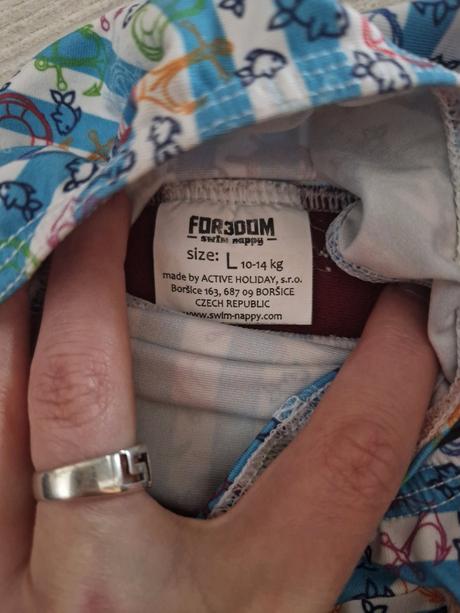 FOR3DOM
swim nappy
size: L 10-14 kg
made by ACTIVE HOLIDAY, s.r.o.
Boršice 163, 687 09 BORŠICE
CZECH REPUBLIC
www.swim-nappy.com